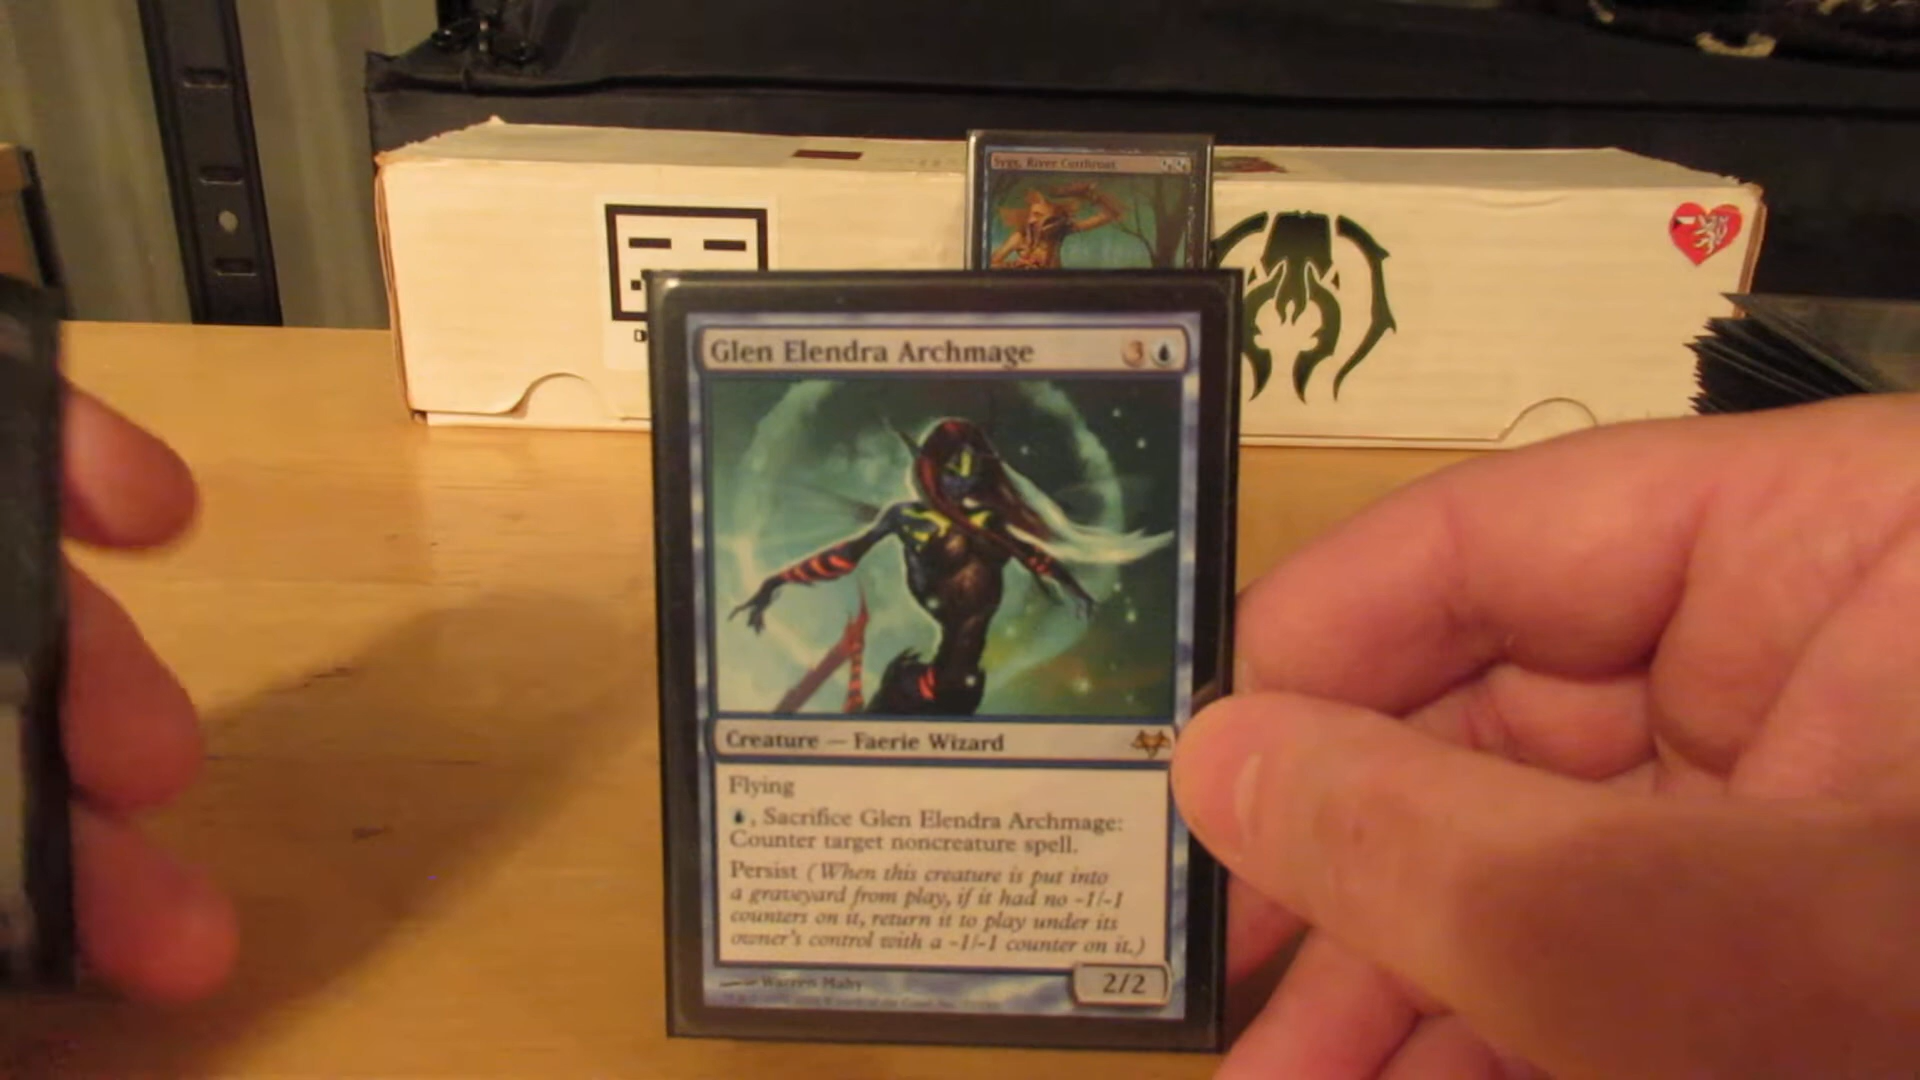 Sygg, River Cutthroat
Glen Elendra Archmage 3
Creature — Faerie Wizard
Flying
, Sacrifice Glen Elendra Archmage:
Counter target noncreature spell.
Persist (When this creature is put into
a graveyard from play, if it had no -1/-1
counters on it, return it to play under its
owner's control with a -1/-1 counter on it.)
Warren Mahy
2/2